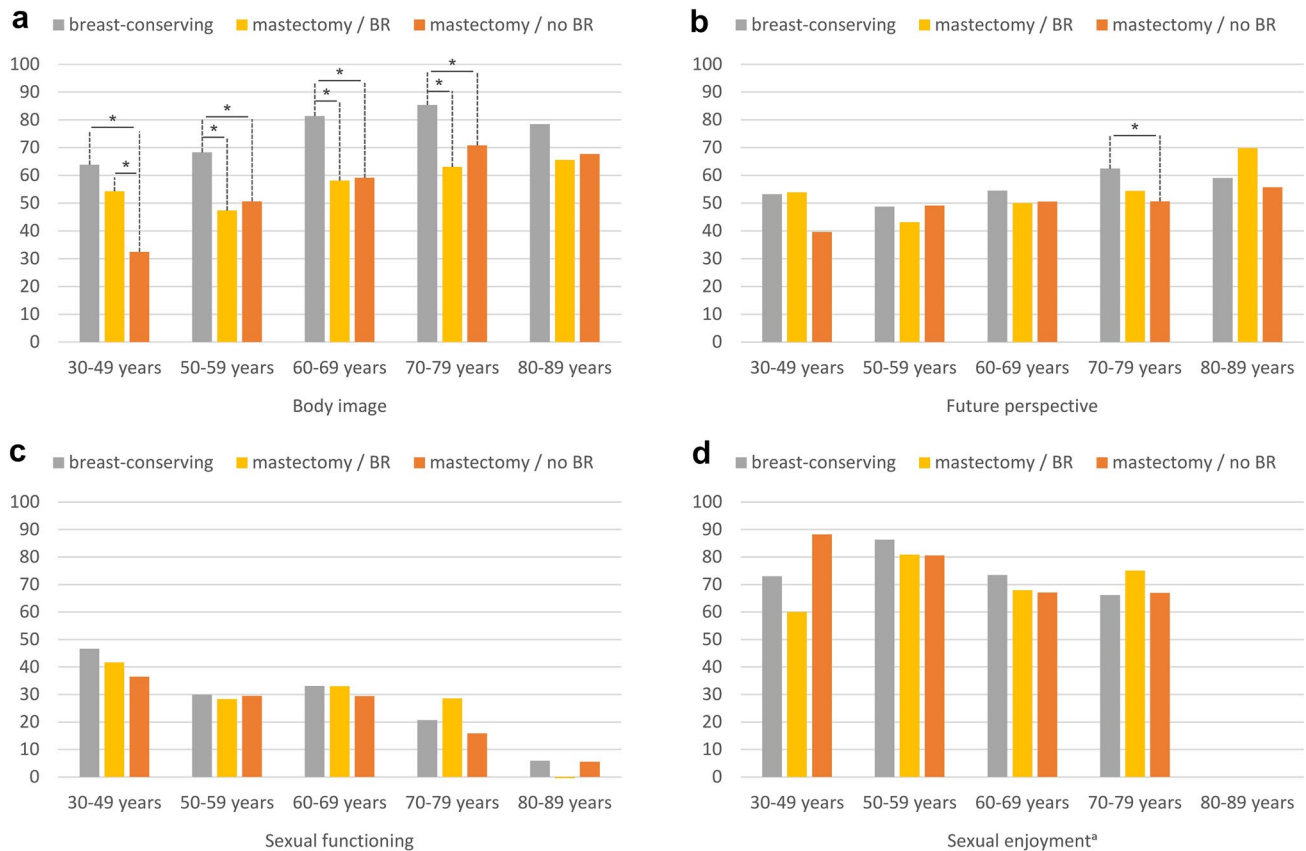 a
breast-conserving mastectomy / BR mastectomy / no BR
100
90
80
70
60
50
40
30
20
10
0
* * * * * * * *
30-49 years 50-59 years 60-69 years 70-79 years 80-89 years
Body image
b
breast-conserving mastectomy / BR mastectomy / no BR
100
90
80
70
60
50
40
30
20
10
0
*
30-49 years 50-59 years 60-69 years 70-79 years 80-89 years
Future perspective
c
breast-conserving mastectomy / BR mastectomy / no BR
100
90
80
70
60
50
40
30
20
10
0
30-49 years 50-59 years 60-69 years 70-79 years 80-89 years
Sexual functioning
d
breast-conserving mastectomy / BR mastectomy / no BR
100
90
80
70
60
50
40
30
20
10
0
30-49 years 50-59 years 60-69 years 70-79 years 80-89 years
Sexual enjoymentᵃ